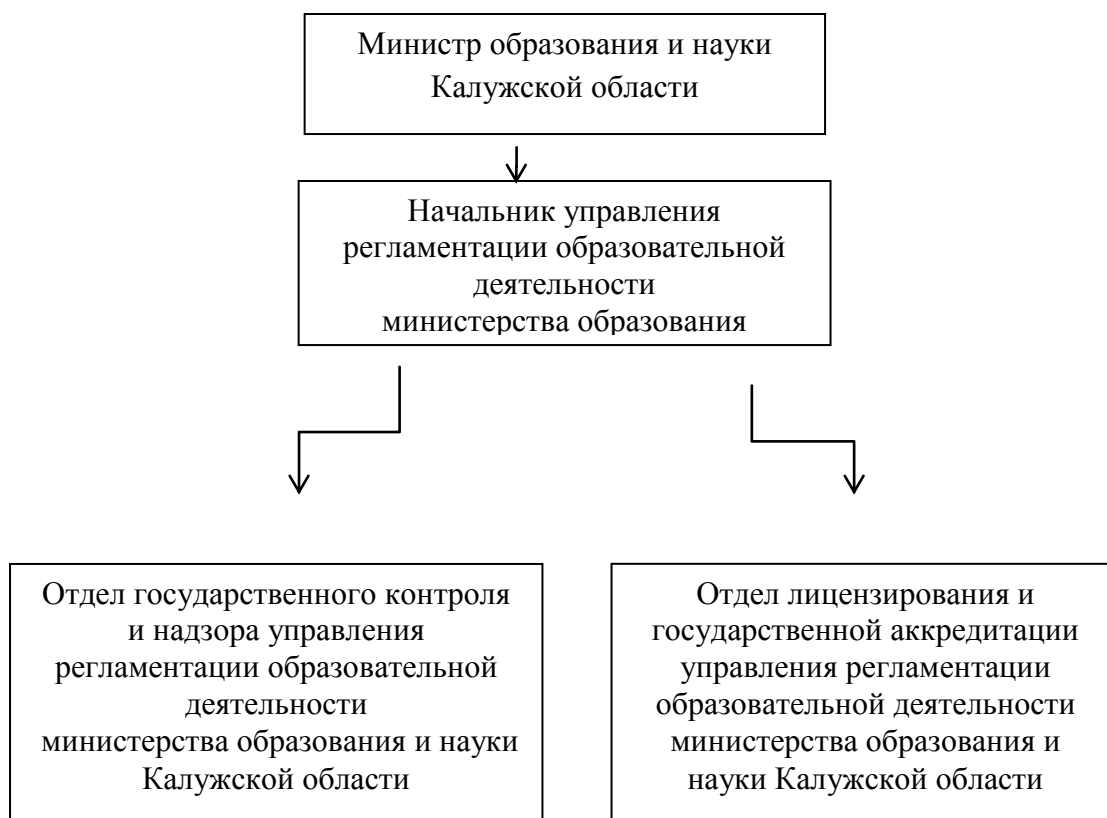 Министр образования и науки
Калужской области
Начальник управления
регламентации образовательной
деятельности
министерства образования
Отдел государственного контроля
и надзора управления
регламентации образовательной
деятельности
министерства образования и науки
Калужской области
Отдел лицензирования и
государственной аккредитации
управления регламентации
образовательной деятельности
министерства образования и
науки Калужской области